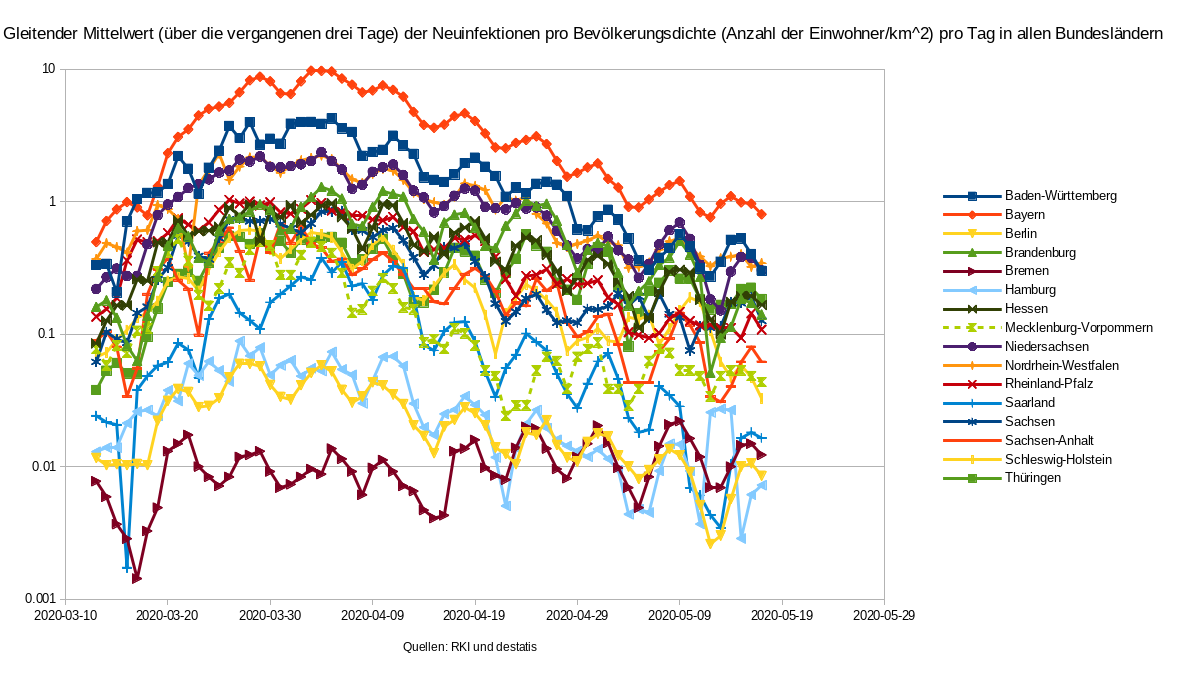 Gleitender Mittelwert (über die vergangenen drei Tage) der Neuinfektionen pro Bevölkerungsdichte (Anzahl der Einwohner/km^2) pro Tag in allen Bundesländern
10
1
0.1
0.01
0.001
2020-03-10 2020-03-20 2020-03-30 2020-04-09 2020-04-19 2020-04-29 2020-05-09 2020-05-19 2020-05-29
Quellen: RKI und destatis
Baden-Württemberg
Bayern
Berlin
Brandenburg
Bremen
Hamburg
Hessen
Mecklenburg-Vorpommern
Niedersachsen
Nordrhein-Westfalen
Rheinland-Pfalz
Saarland
Sachsen
Sachsen-Anhalt
Schleswig-Holstein
Thüringen